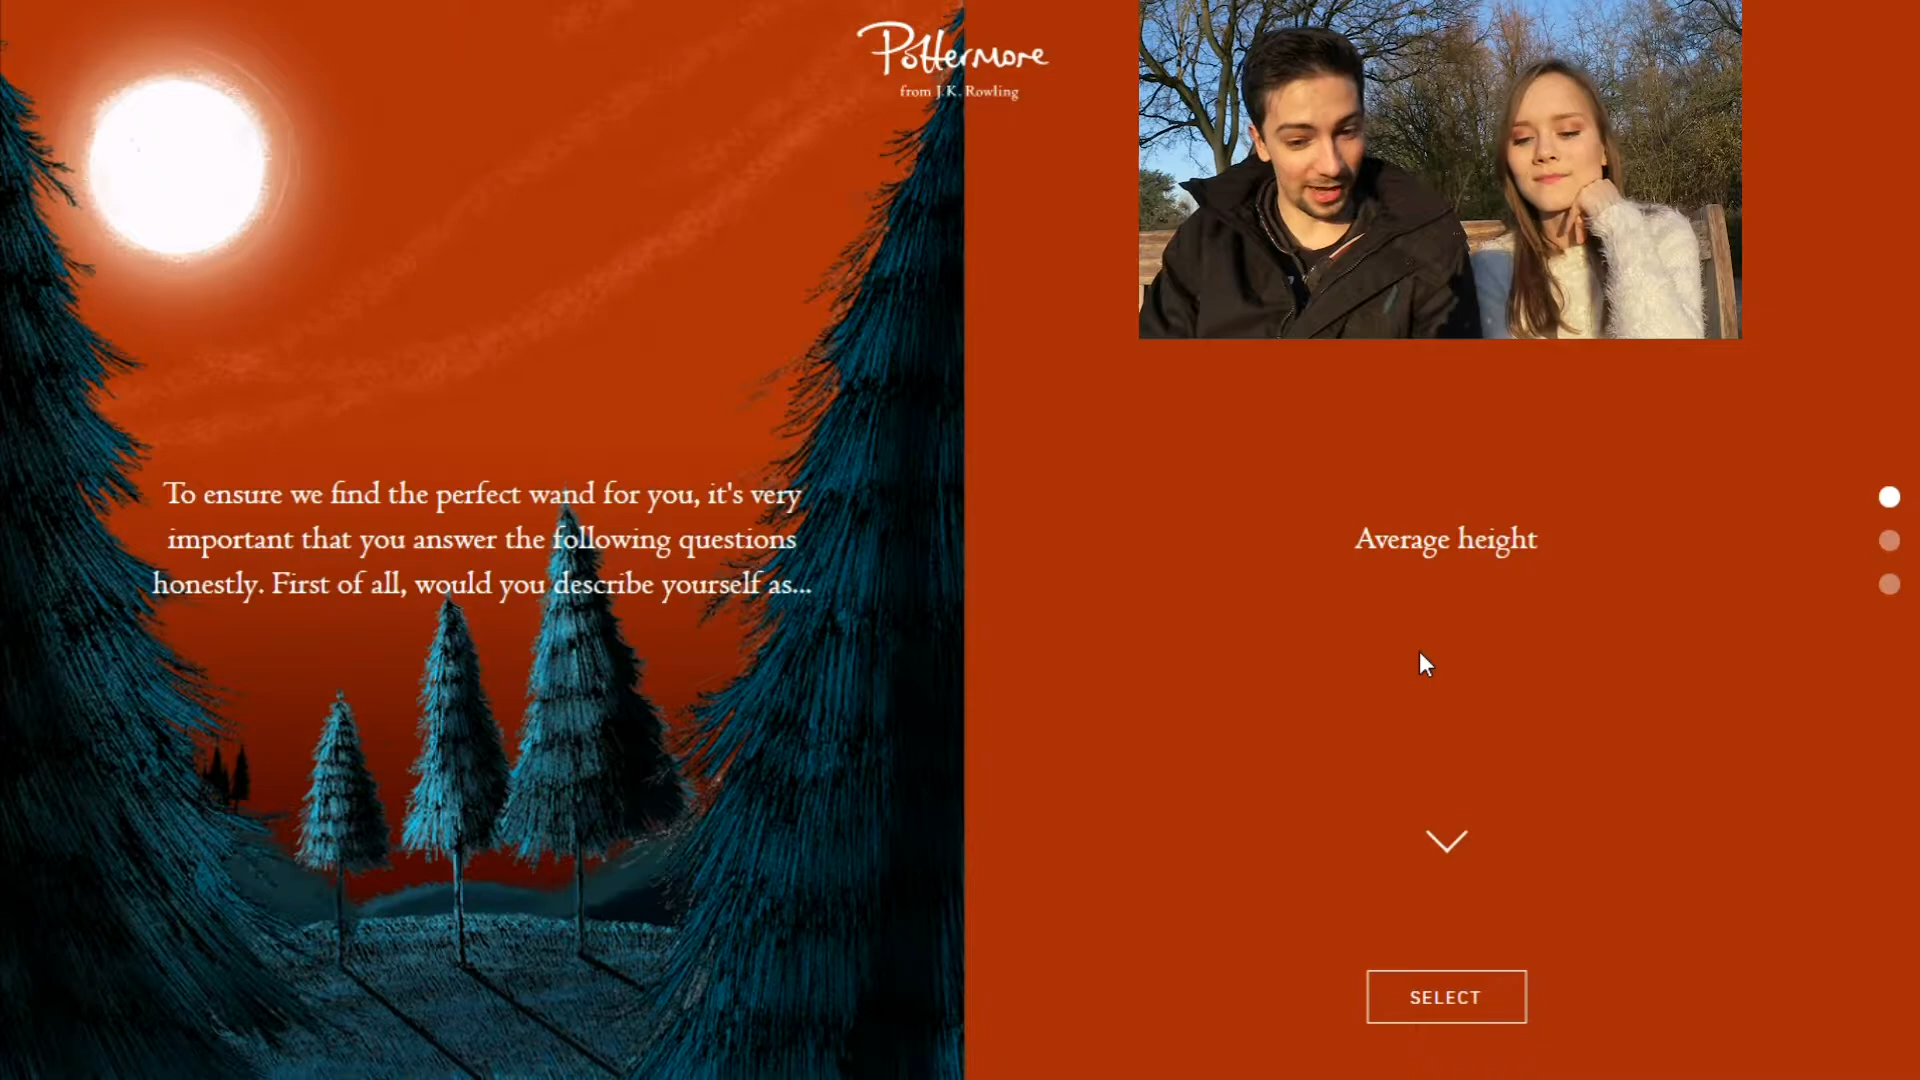 Pottermore
from J.K. Rowling
To ensure we find the perfect wand for you, it's very
important that you answer the following questions
honestly. First of all, would you describe yourself as...
Average height
SELECT